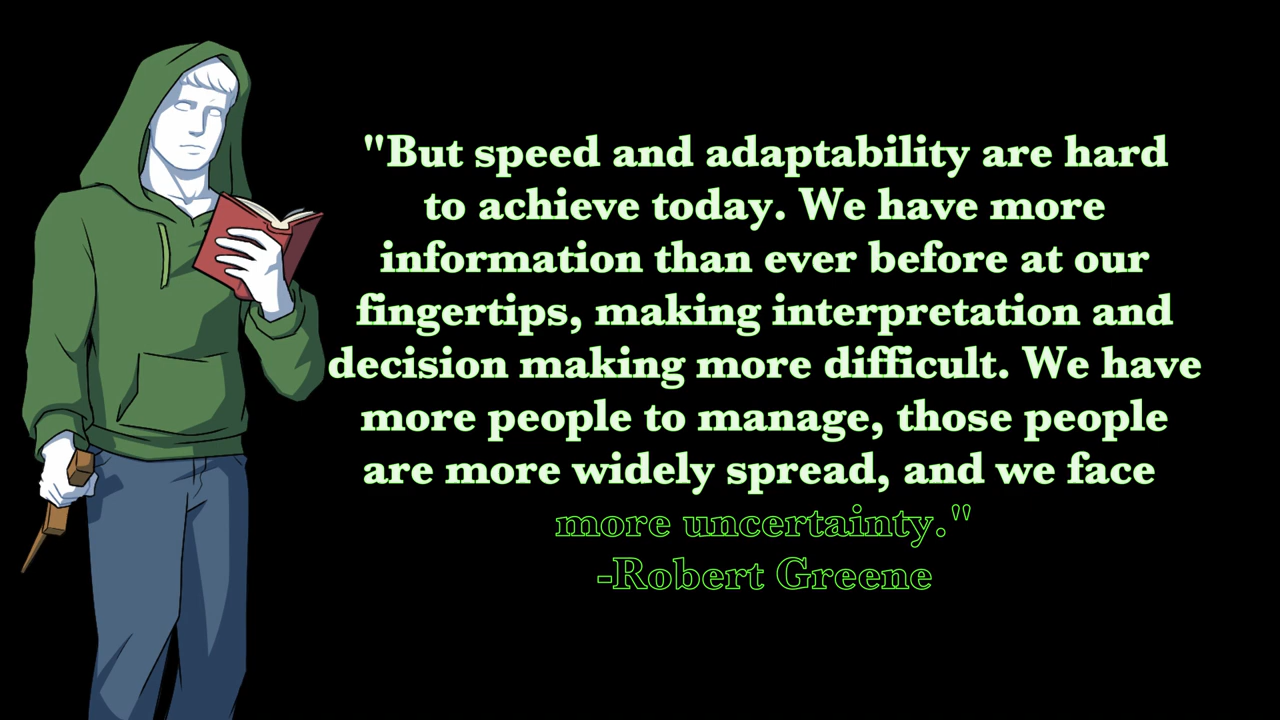 "But speed and adaptability are hard
to achieve today. We have more
information than ever before at our
fingertips, making interpretation and
decision making more difficult. We have
more people to manage, those people
are more widely spread, and we face
more uncertainty."
-Robert Greene